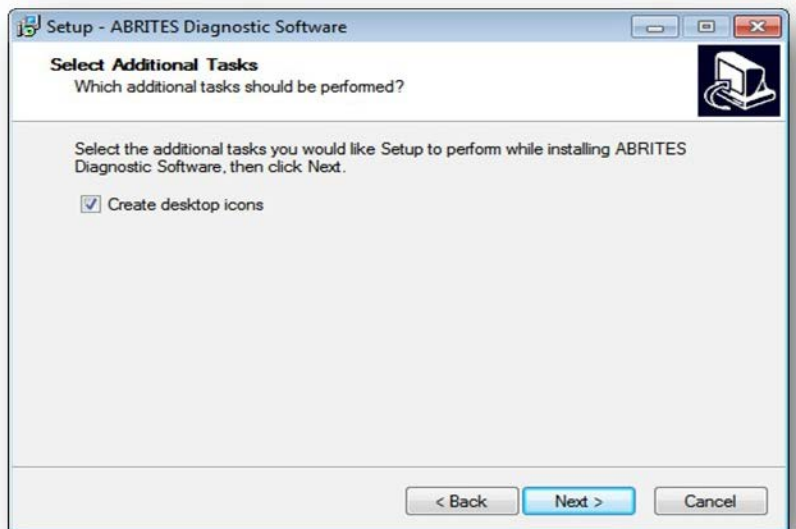 Setup - ABRITES Diagnostic Software
Select Additional Tasks
Which additional tasks should be performed?
Select the additional tasks you would like Setup to perform while installing ABRITES
Diagnostic Software, then click Next.
Create desktop icons
< Back Next > Cancel